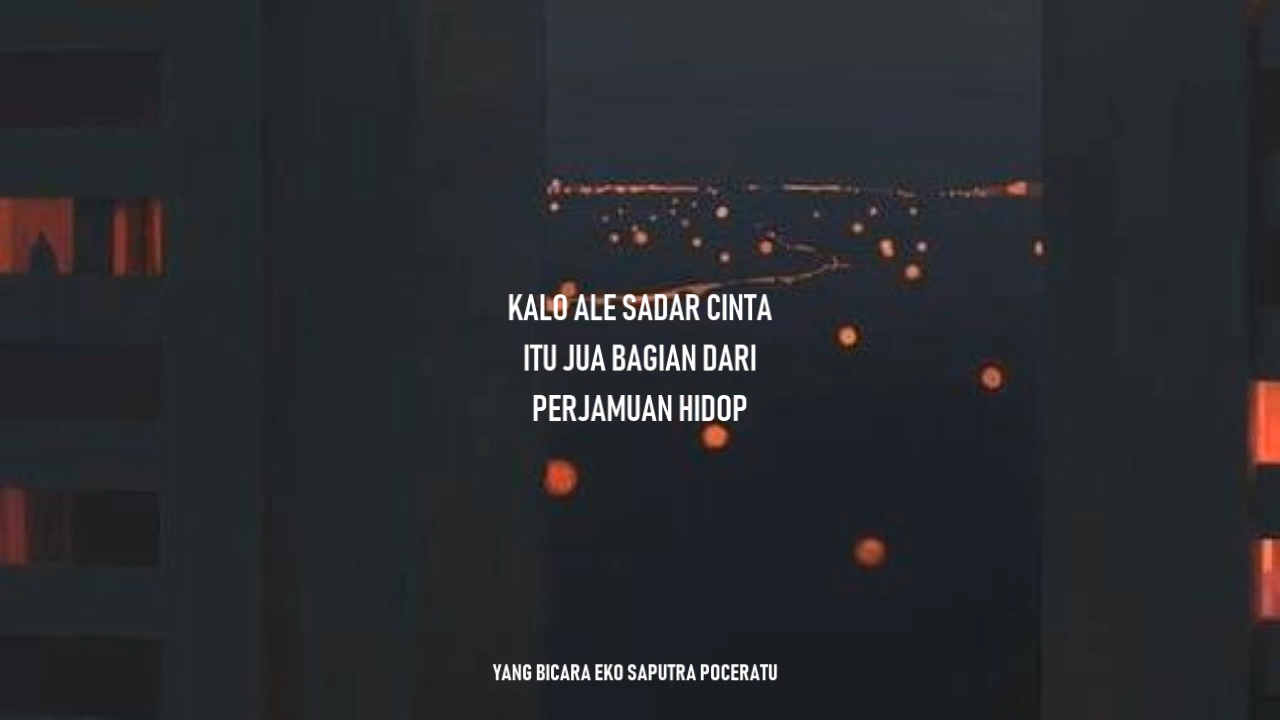 KALO ALE SADAR CINTA
ITU JUA BAGIAN DARI
PERJAMUAN HIDOP
YANG BICARA EKO SAPUTRA POCERATU